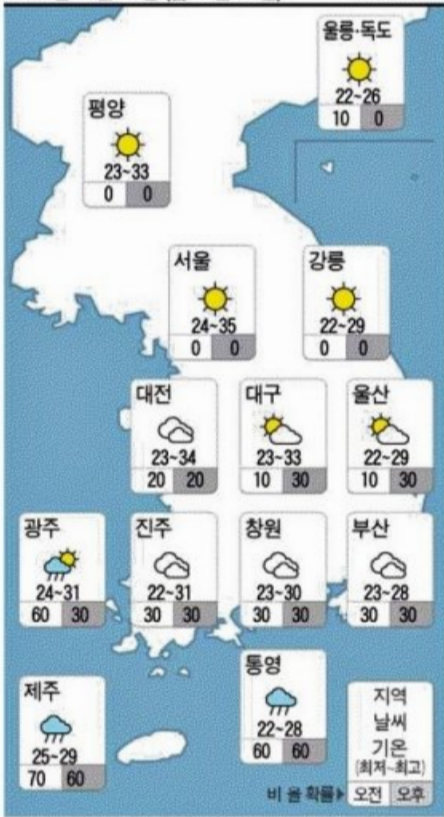 울릉·독도
22~26
10 0
평양
23~33
0 0
서울
24~35
0 0
강릉
22~29
0 0
대전
23~34
20 20
대구
23~33
10 30
울산
22~29
10 30
광주
24~31
60 30
진주
22~31
30 30
창원
23~30
30 30
부산
23~28
30 30
제주
25~29
70 60
통영
22~28
60 60
지역
날씨
기온
(최저~최고)
비 올 확률▶ 오전 오후